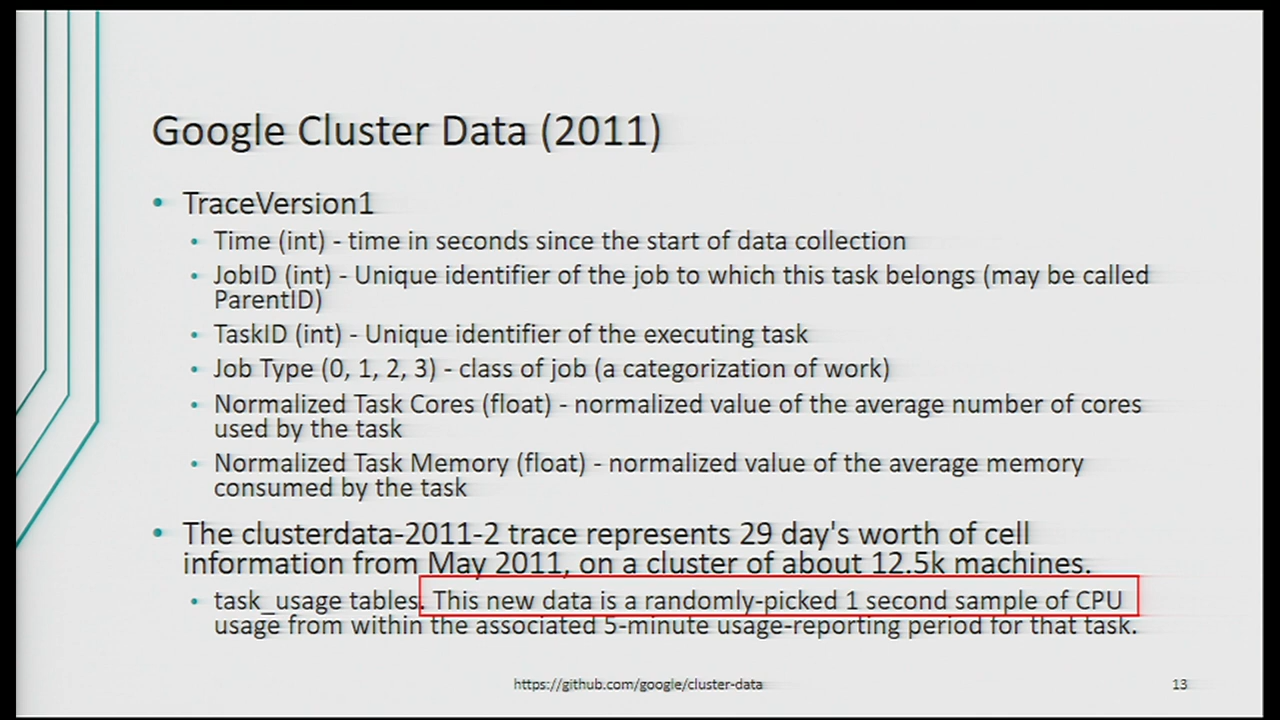 Google Cluster Data (2011)
• TraceVersion1
• Time (int) - time in seconds since the start of data collection
• JobID (int) - Unique identifier of the job to which this task belongs (may be called
ParentID)
• TaskID (int) - Unique identifier of the executing task
• Job Type (0, 1, 2, 3) - class of job (a categorization of work)
• Normalized Task Cores (float) - normalized value of the average number of cores
used by the task
• Normalized Task Memory (float) - normalized value of the average memory
consumed by the task
• The clusterdata-2011-2 trace represents 29 day's worth of cell
information from May 2011, on a cluster of about 12.5k machines.
• task_usage tables. This new data is a randomly-picked 1 second sample of CPU
usage from within the associated 5-minute usage-reporting period for that task.
https://github.com/google/cluster-data
13